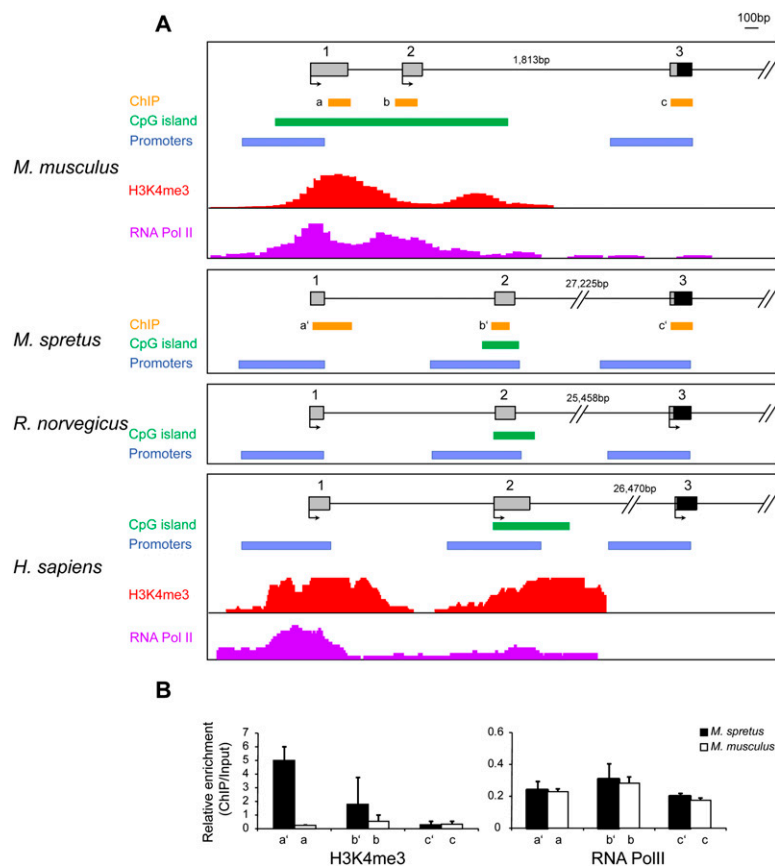 A
100bp
1 2 3
1,813bp
ChIP a b c
CpG island
Promoters
M. musculus
H3K4me3
RNA Pol II
1 2 27,225bp 3
ChIP a' b' c'
M. spretus
CpG island
Promoters
1 2 25,458bp 3
R. norvegicus
CpG island
Promoters
1 2 26,470bp 3
CpG island
Promoters
H. sapiens
H3K4me3
RNA Pol II
B
Relative enrichment
(ChIP/Input)
7
6
5
4
3
2
1
0
a' a b' b c' c
H3K4me3
0.6
0.4
0.2
0
M. spretus
M. musculus
a' a b' b c' c
RNA PolII